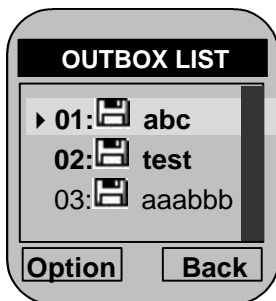 OUTBOX LIST
01: abc
02: test
03: aaabbb
Option Back